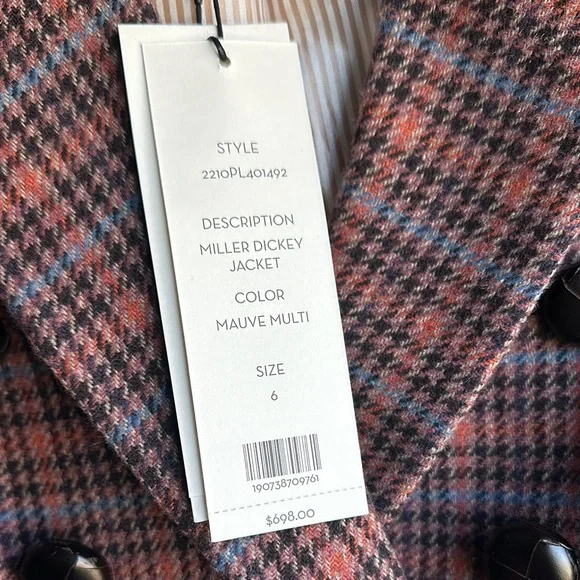 STYLE
2210PL401492
DESCRIPTION
MILLER DICKEY
JACKET
COLOR
MAUVE MULTI
SIZE
6
190738709761
$698.00